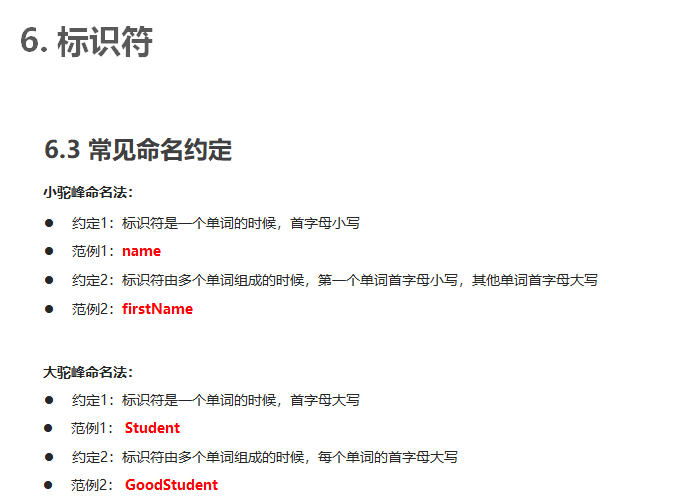 6. 标识符
6.3 常见命名约定
小驼峰命名法：
● 约定1：标识符是一个单词的时候，首字母小写
● 范例1：name
● 约定2：标识符由多个单词组成的时候，第一个单词首字母小写，其他单词首字母大写
● 范例2：firstName
大驼峰命名法：
● 约定1：标识符是一个单词的时候，首字母大写
● 范例1： Student
● 约定2：标识符由多个单词组成的时候，每个单词的首字母大写
● 范例2： GoodStudent